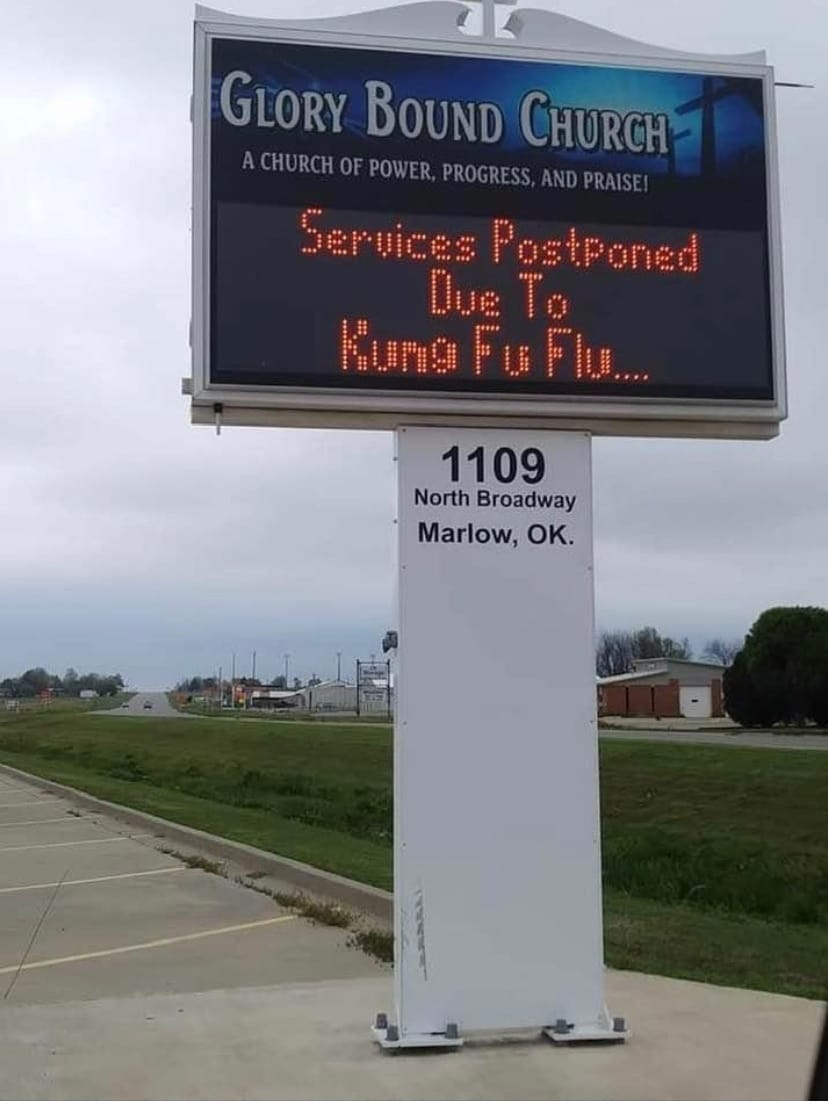 Glory Bound Church
A Church of Power, Progress, and Praise!
Services Postponed
Due To
Kung Fu Flu....
1109
North Broadway
Marlow, OK.